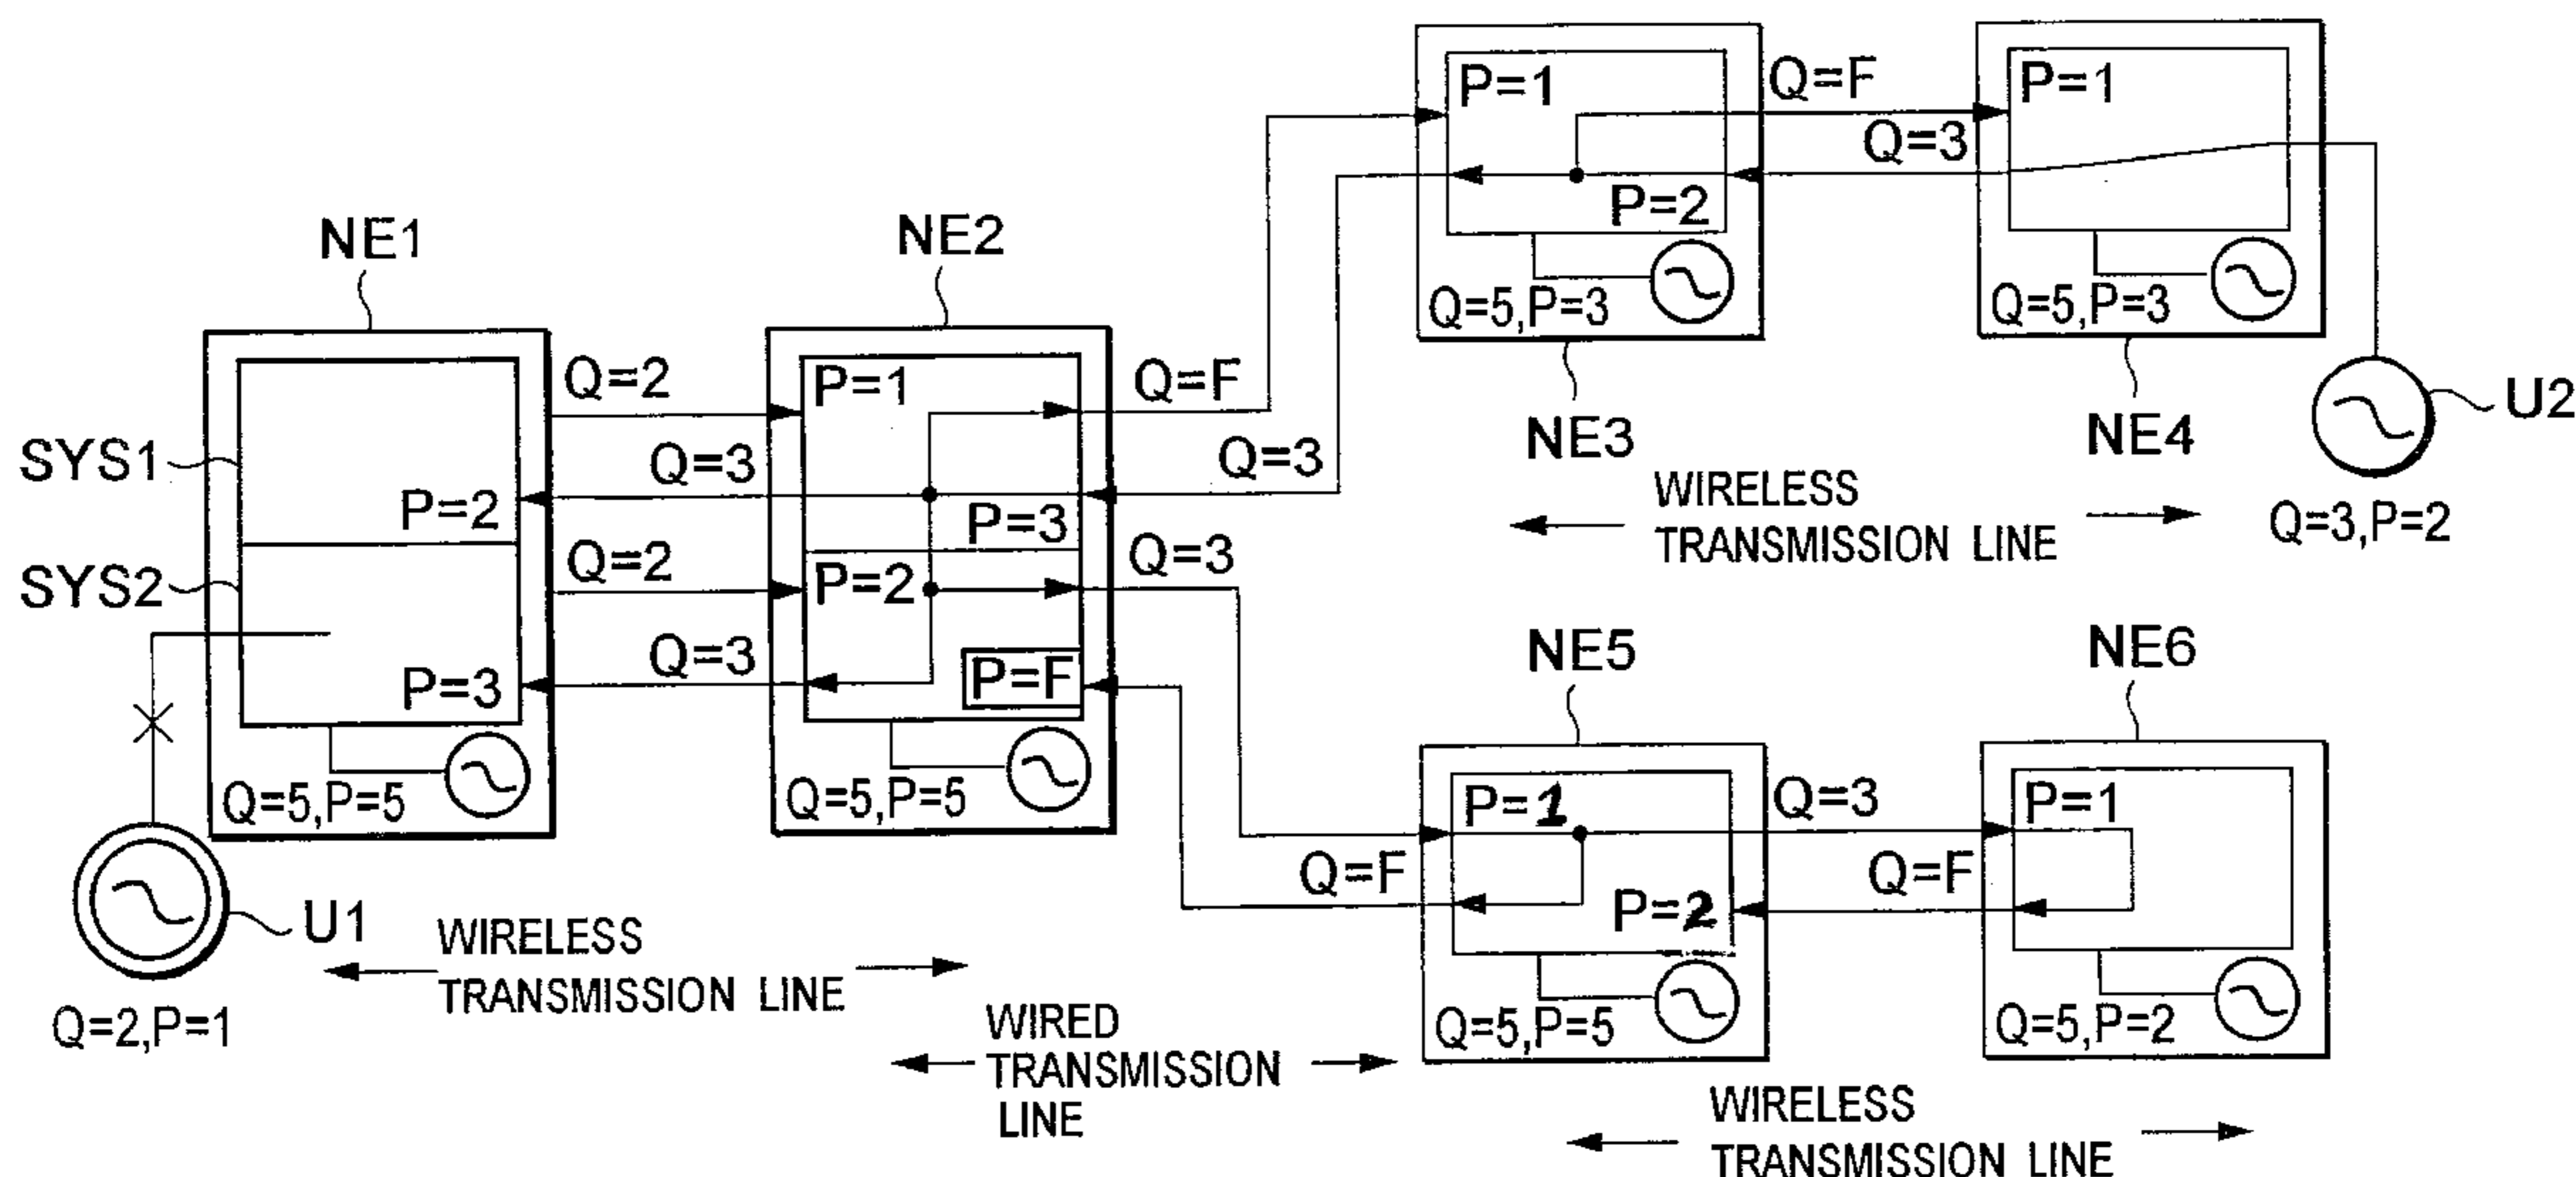 NE1
SYS1
SYS2
P=2
P=3
Q=5,P=5
U1
Q=2,P=1
Q=2
Q=3
Q=2
Q=3
WIRELESS
TRANSMISSION LINE
NE2
P=1
P=3
P=2
P=F
Q=5,P=5
Q=F
Q=3
Q=3
Q=F
WIRED
TRANSMISSION
LINE
P=1
P=2
Q=5,P=3
NE3
Q=F
Q=3
WIRELESS
TRANSMISSION LINE
P=1
Q=5,P=3
NE4
U2
Q=3,P=2
NE5
P=1
P=2
Q=5,P=5
Q=3
Q=F
NE6
P=1
Q=5,P=2
WIRELESS
TRANSMISSION LINE